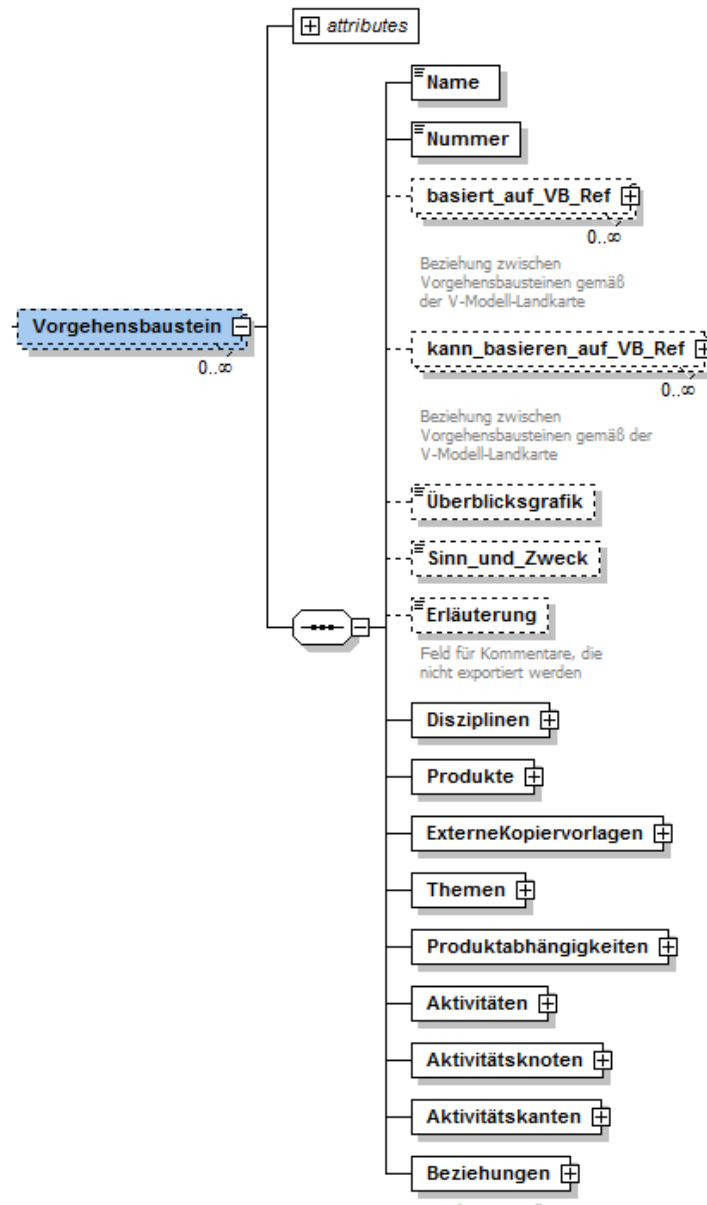 attributes
Name
Nummer
basiert_auf_VB_Ref
0..∞
Beziehung zwischen
Vorgehensbausteinen gemäß
der V-Modell-Landkarte
Vorgehensbaustein
0..∞
kann_basieren_auf_VB_Ref
0..∞
Beziehung zwischen
Vorgehensbausteinen gemäß der
V-Modell-Landkarte
Überblicksgrafik
Sinn_und_Zweck
Erläuterung
Feld für Kommentare, die
nicht exportiert werden
Disziplinen
Produkte
ExterneKopiervorlagen
Themen
Produktabhängigkeiten
Aktivitäten
Aktivitätsknoten
Aktivitätskanten
Beziehungen